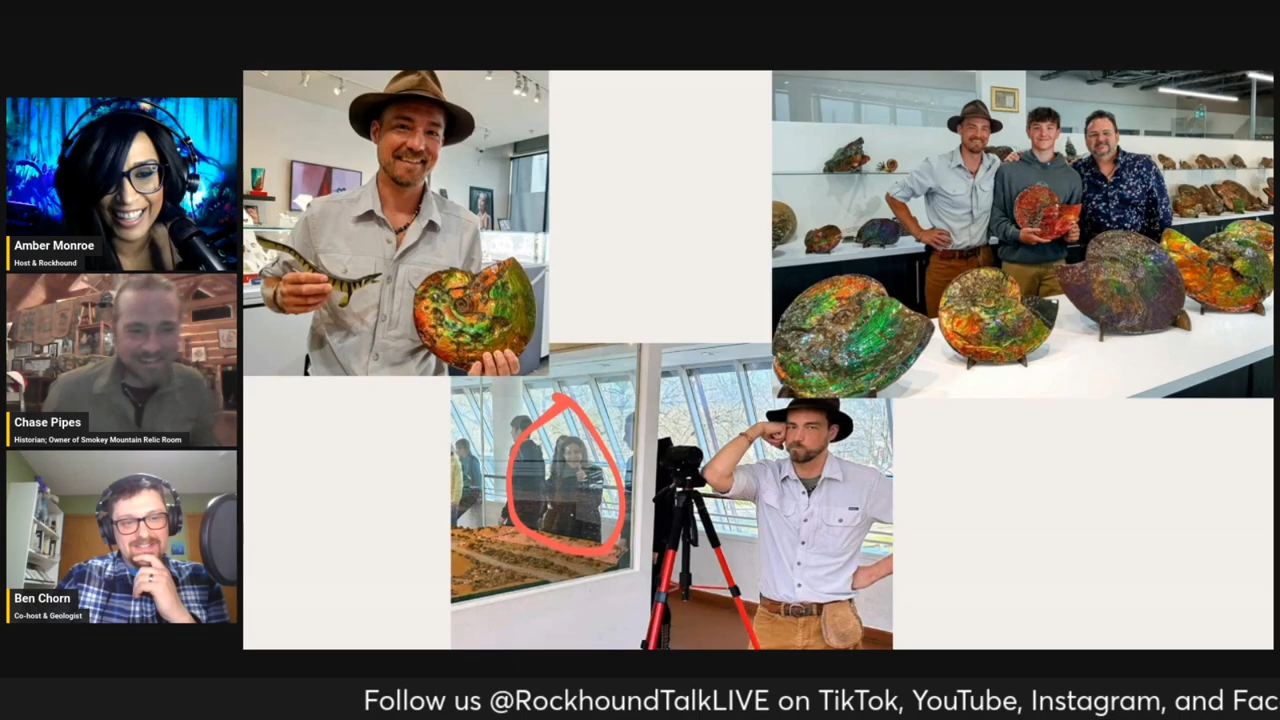 Amber Monroe
Host & Rockhound
Chase Pipes
Historian; Owner of Smokey Mountain Relic Room
Ben Chorn
Co-host & Geologist
Follow us @RockhoundTalkLIVE on TikTok, YouTube, Instagram, and Fac